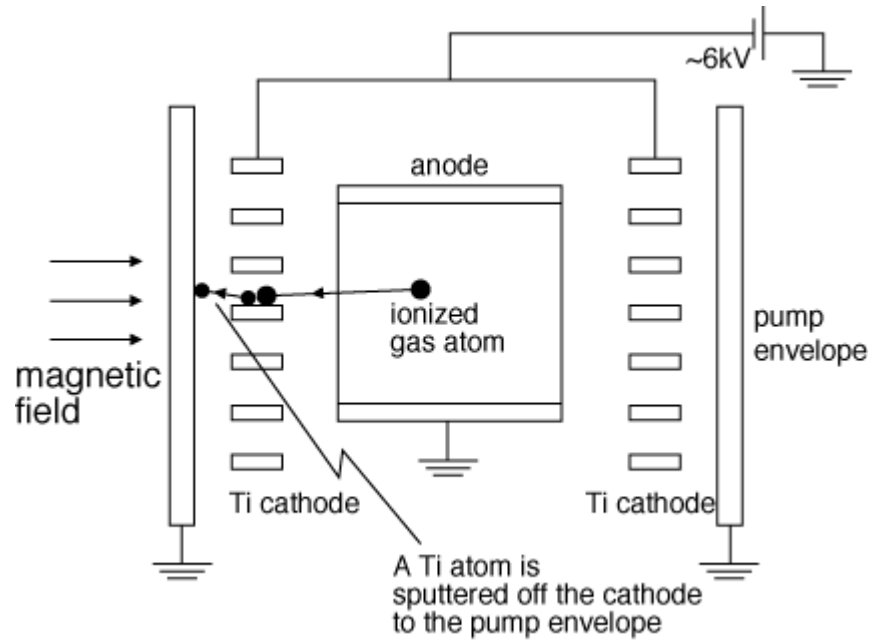 ~6kV
anode
ionized
gas atom
magnetic
field
pump
envelope
Ti cathode
Ti cathode
A Ti atom is
sputtered off the cathode
to the pump envelope